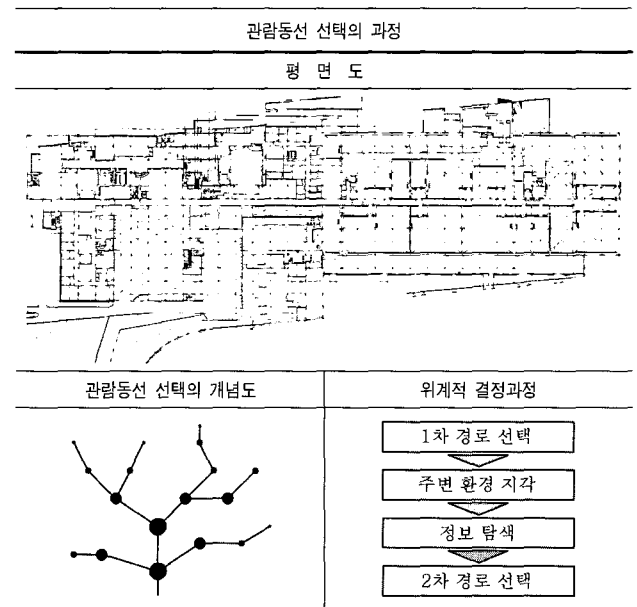 관람동선 선택의 과정
평 면 도
관람동선 선택의 개념도
위계적 결정과정
1차 경로 선택
주변 환경 지각
정보 탐색
2차 경로 선택